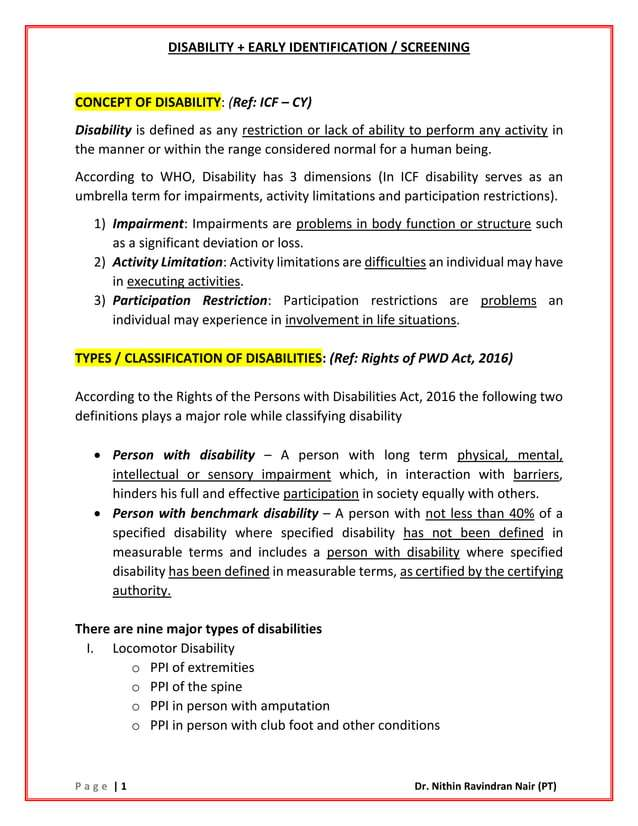 DISABILITY + EARLY IDENTIFICATION / SCREENING
CONCEPT OF DISABILITY: (Ref: ICF – CY)
Disability is defined as any restriction or lack of ability to perform any activity in
the manner or within the range considered normal for a human being.
According to WHO, Disability has 3 dimensions (In ICF disability serves as an
umbrella term for impairments, activity limitations and participation restrictions).
1) Impairment: Impairments are problems in body function or structure such
as a significant deviation or loss.
2) Activity Limitation: Activity limitations are difficulties an individual may have
in executing activities.
3) Participation Restriction: Participation restrictions are problems an
individual may experience in involvement in life situations.
TYPES / CLASSIFICATION OF DISABILITIES: (Ref: Rights of PWD Act, 2016)
According to the Rights of the Persons with Disabilities Act, 2016 the following two
definitions plays a major role while classifying disability
• Person with disability – A person with long term physical, mental,
intellectual or sensory impairment which, in interaction with barriers,
hinders his full and effective participation in society equally with others.
• Person with benchmark disability – A person with not less than 40% of a
specified disability where specified disability has not been defined in
measurable terms and includes a person with disability where specified
disability has been defined in measurable terms, as certified by the certifying
authority.
There are nine major types of disabilities
I. Locomotor Disability
o PPI of extremities
o PPI of the spine
o PPI in person with amputation
o PPI in person with club foot and other conditions
Page | 1 Dr. Nithin Ravindran Nair (PT)